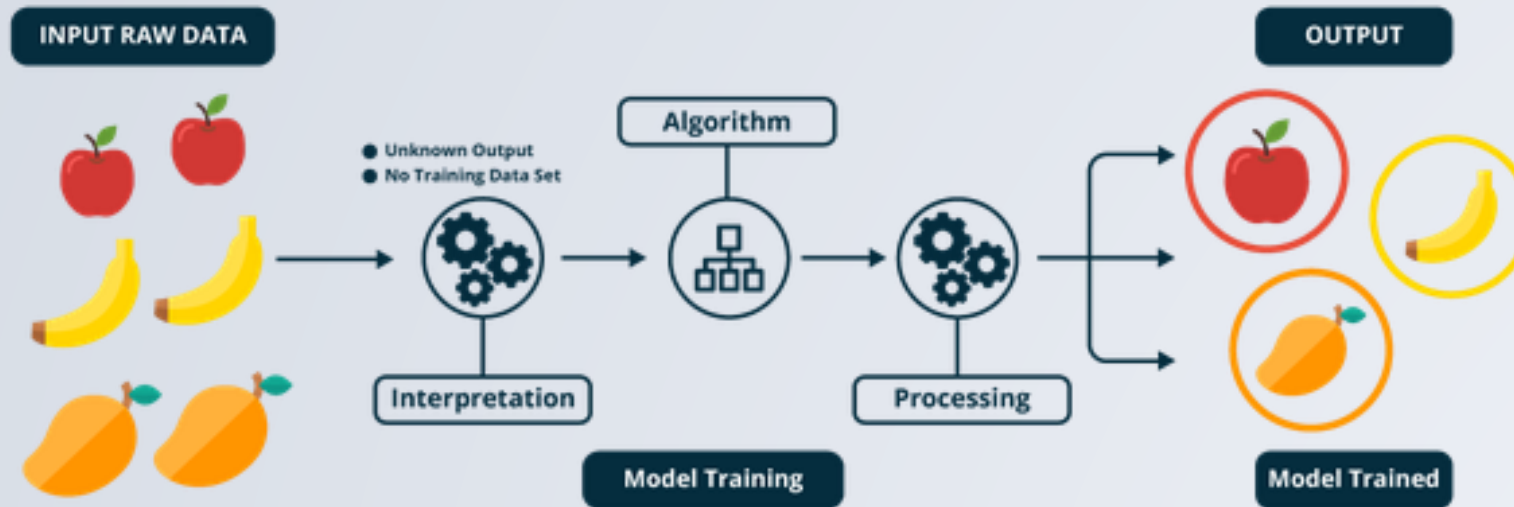 INPUT RAW DATA
OUTPUT
Algorithm
Unknown Output
No Training Data Set
Interpretation
Processing
Model Training
Model Trained